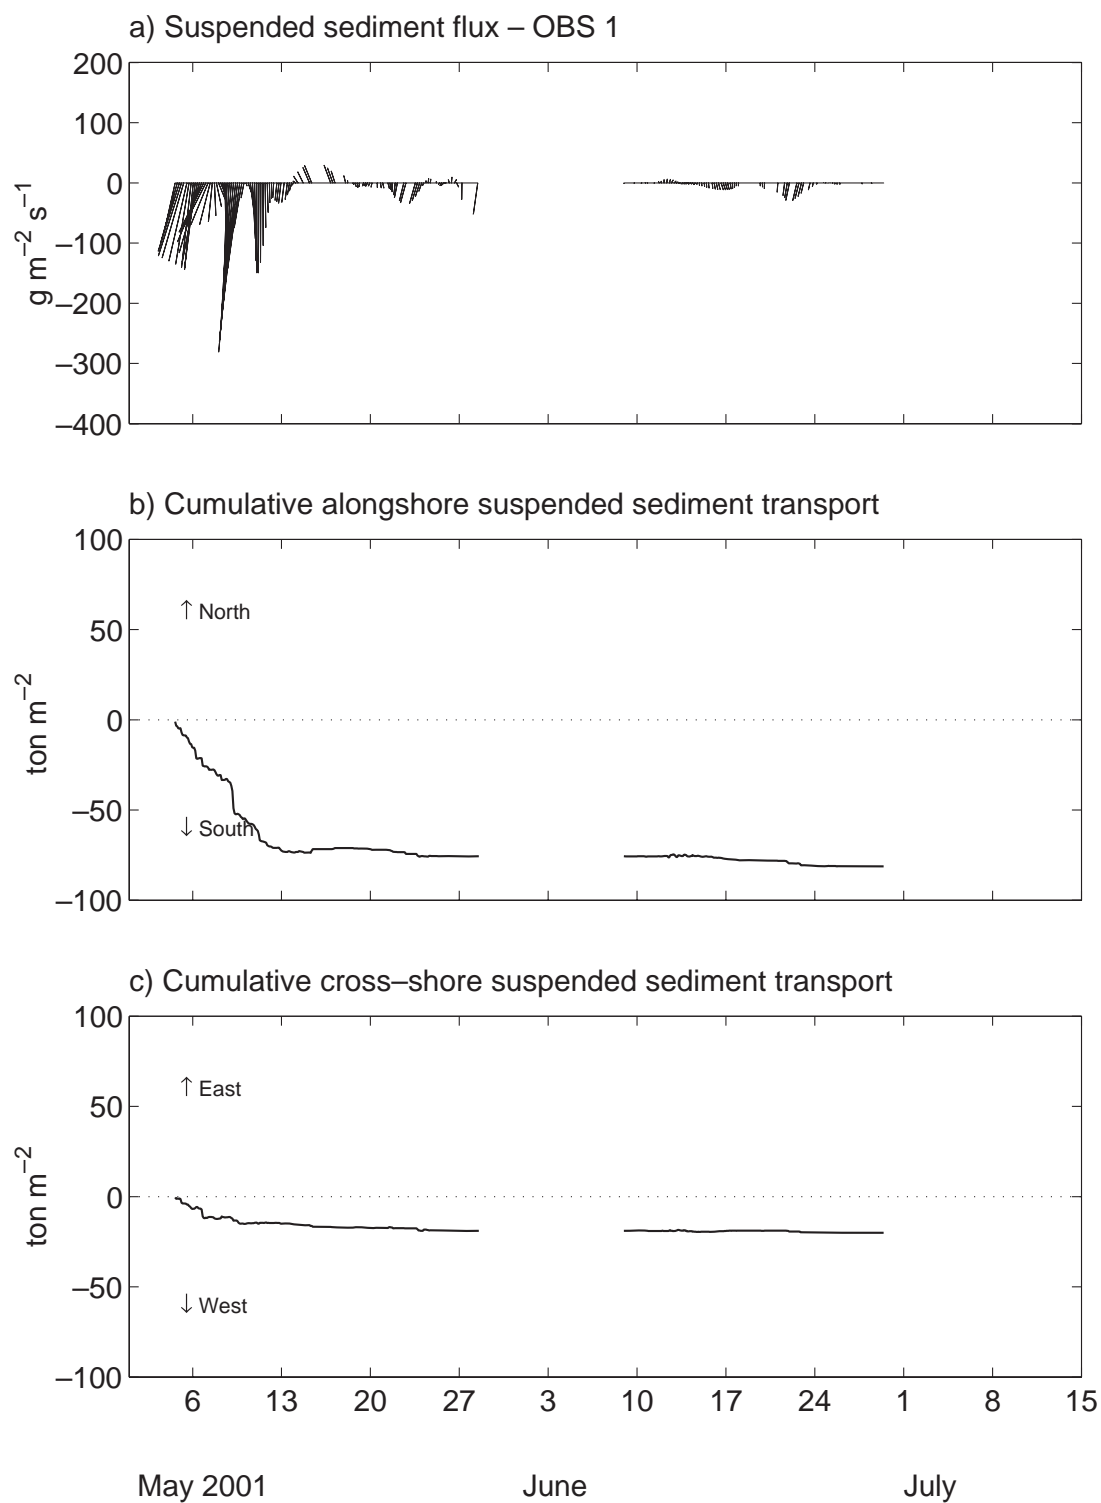 a) Suspended sediment flux – OBS 1
200
100
0
–100
–200
–300
–400
g m–2 s–1
b) Cumulative alongshore suspended sediment transport
100
50
0
–50
–100
ton m–2
↑ North
↓ South
c) Cumulative cross–shore suspended sediment transport
100
50
0
–50
–100
ton m–2
↑ East
↓ West
6 13 20 27 3 10 17 24 1 8 15
May 2001 June July